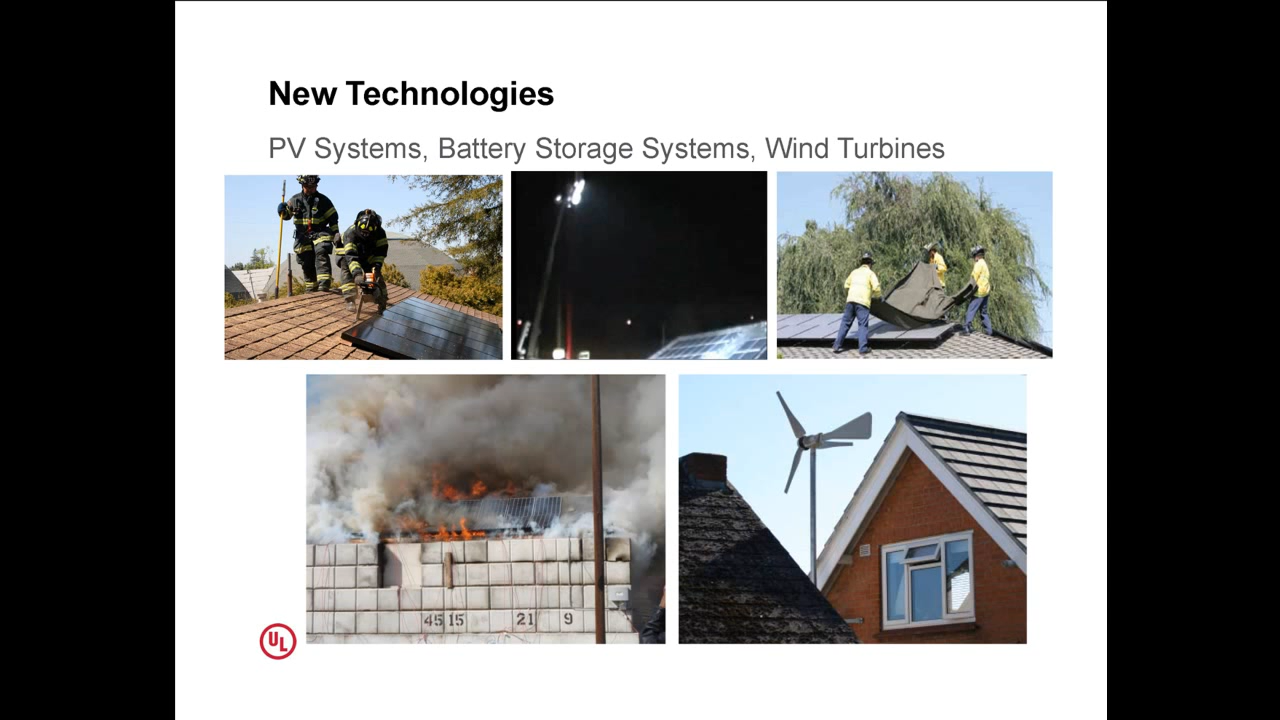 New Technologies
PV Systems, Battery Storage Systems, Wind Turbines
45 15 21 9
UL